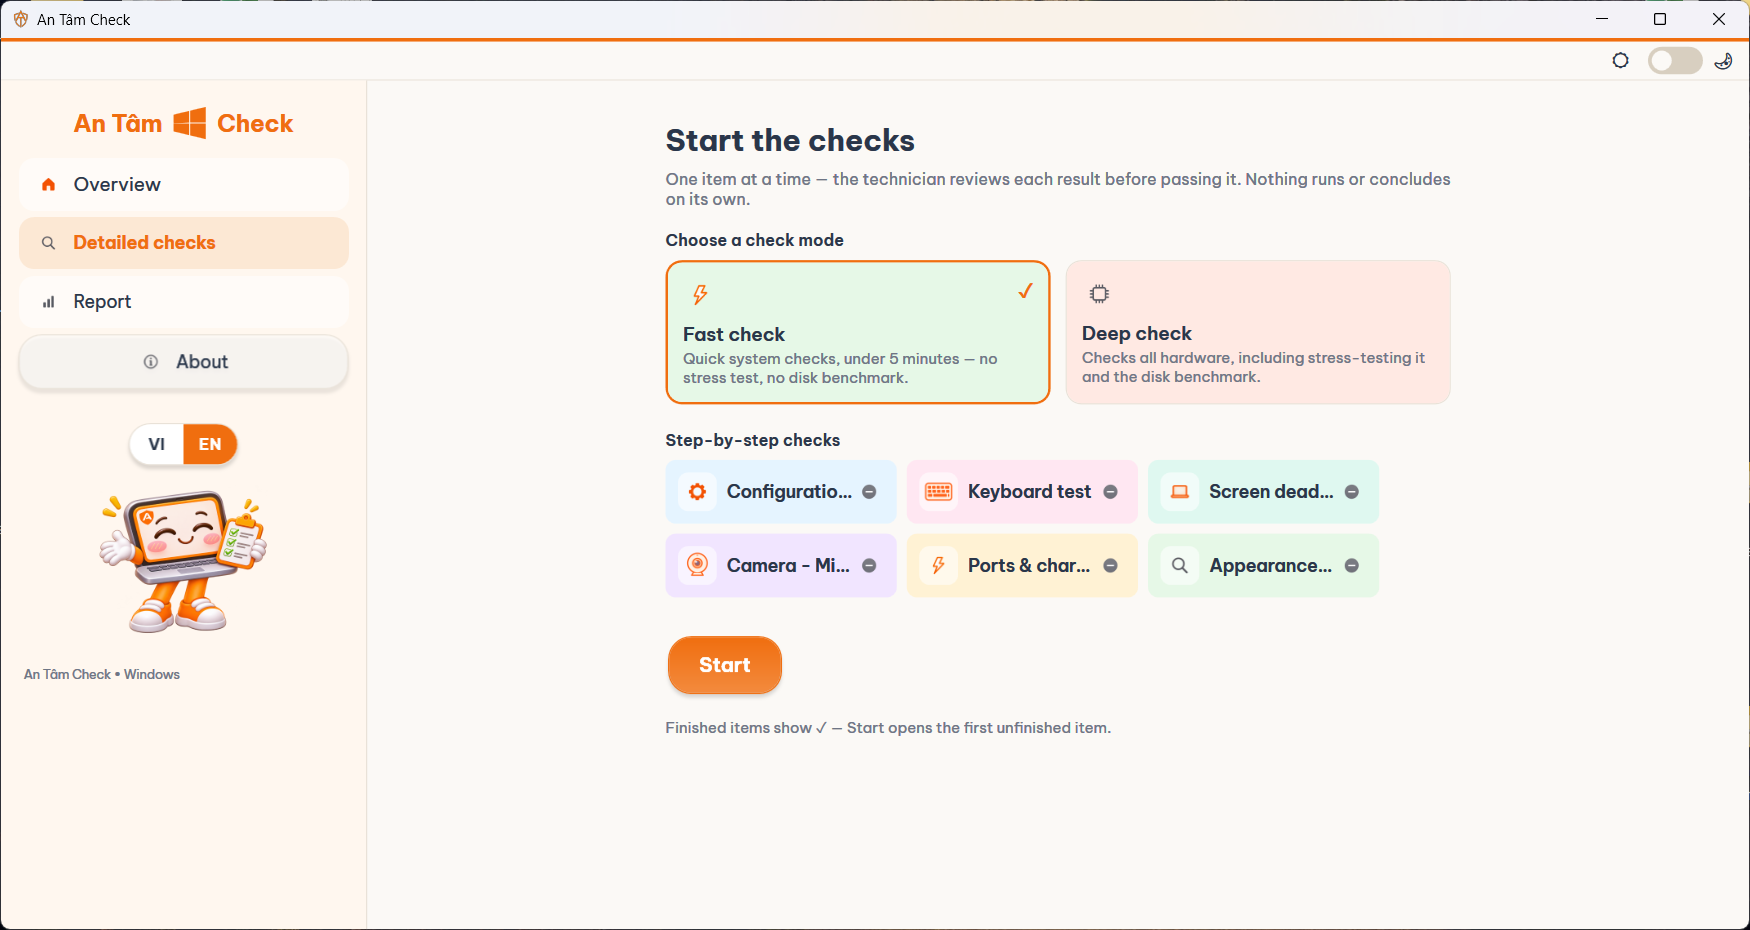 An Tâm Check
An Tâm Check
Overview
Detailed checks
Report
About
VI EN
An Tâm Check • Windows
Start the checks
One item at a time — the technician reviews each result before passing it. Nothing runs or concludes
on its own.
Choose a check mode
Fast check
Quick system checks, under 5 minutes — no
stress test, no disk benchmark.
Deep check
Checks all hardware, including stress-testing it
and the disk benchmark.
Step-by-step checks
Configuratio...
Keyboard test
Screen dead...
Camera - Mi...
Ports & char...
Appearance...
Start
Finished items show ✓ — Start opens the first unfinished item.